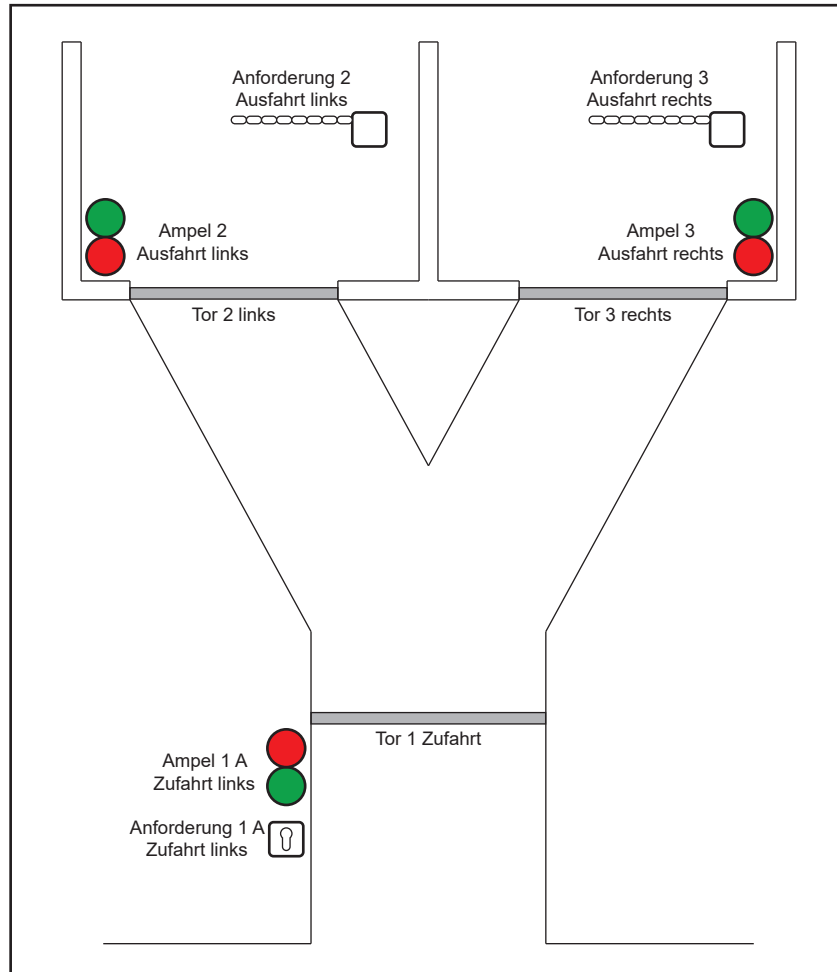 Anforderung 2
Ausfahrt links
Anforderung 3
Ausfahrt rechts
Ampel 2
Ausfahrt links
Ampel 3
Ausfahrt rechts
Tor 2 links
Tor 3 rechts
Tor 1 Zufahrt
Ampel 1 A
Zufahrt links
Anforderung 1 A
Zufahrt links